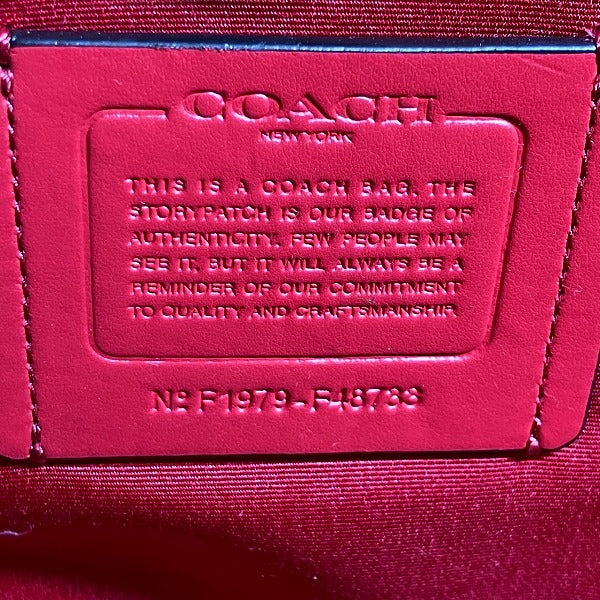 COACH
NEW YORK
THIS IS A COACH BAG. THE
STORYPATCH IS OUR BADGE OF
AUTHENTICITY. FEW PEOPLE MAY
SEE IT, BUT IT WILL ALWAYS BE A
REMINDER OF OUR COMMITMENT
TO QUALITY AND CRAFTSMANSHIP.
Nº F1979-F48738